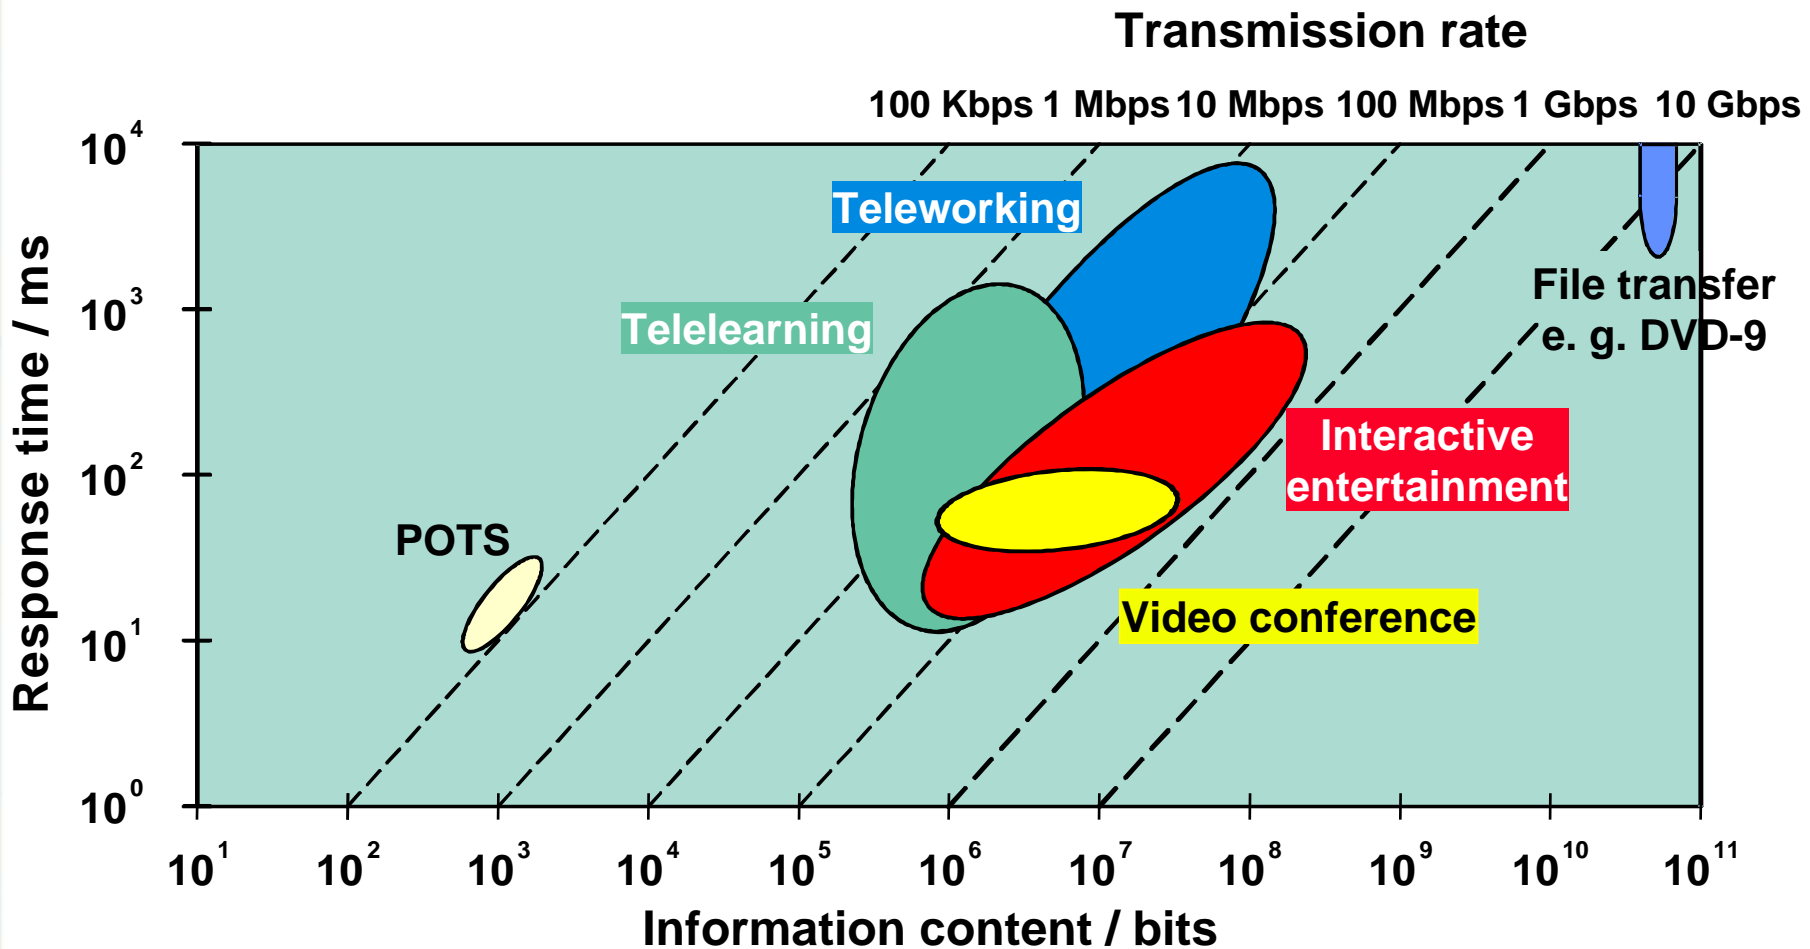 Transmission rate
100 Kbps 1 Mbps 10 Mbps 100 Mbps 1 Gbps 10 Gbps
Response time / ms
10⁴
10³
10²
10¹
10⁰
Teleworking
Telelearning
File transfer
e. g. DVD-9
Interactive
entertainment
POTS
Video conference
10¹ 10² 10³ 10⁴ 10⁵ 10⁶ 10⁷ 10⁸ 10⁹ 10¹⁰ 10¹¹
Information content / bits